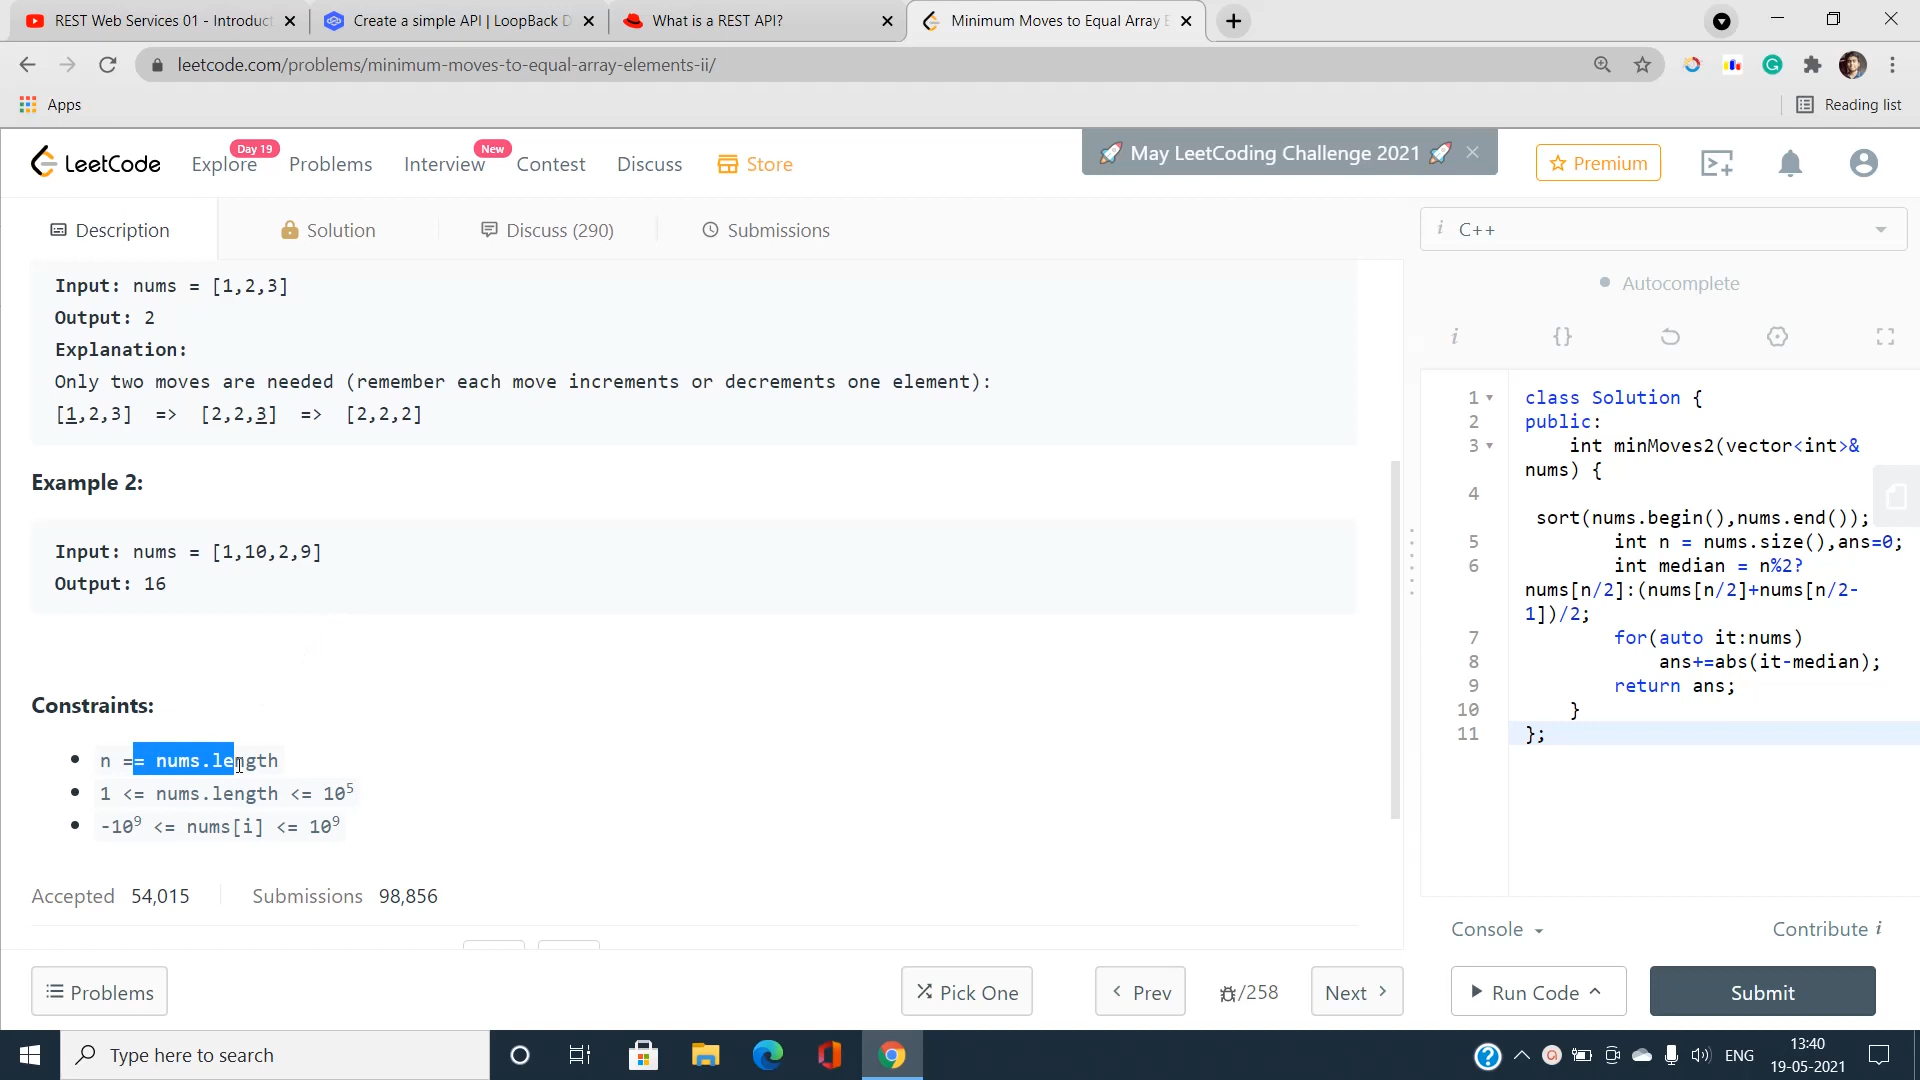 REST Web Services 01 - Introduct
Create a simple API | LoopBack D
What is a REST API?
Minimum Moves to Equal Array E
leetcode.com/problems/minimum-moves-to-equal-array-elements-ii/
Apps
Reading list
LeetCode
Explore
Day 19
Problems
Interview
New
Contest
Discuss
Store
🚀 May LeetCoding Challenge 2021 🚀
Premium
Description
Solution
Discuss (290)
Submissions
i C++
Autocomplete
i {}
Input: nums = [1,2,3]
Output: 2
Explanation:
Only two moves are needed (remember each move increments or decrements one element):
[1,2,3] => [2,2,3] => [2,2,2]
Example 2:
Input: nums = [1,10,2,9]
Output: 16
Constraints:
n == nums.length
1 <= nums.length <= 10⁵
-10⁹ <= nums[i] <= 10⁹
Accepted 54,015 Submissions 98,856
1 class Solution {
2 public:
3 int minMoves2(vector<int>&
nums) {
4
sort(nums.begin(),nums.end());
5 int n = nums.size(),ans=0;
6 int median = n%2?
nums[n/2]:(nums[n/2]+nums[n/2-
1])/2;
7 for(auto it:nums)
8 ans+=abs(it-median);
9 return ans;
10 }
11 };
Console
Contribute i
Problems
Pick One
Prev
/258
Next
Run Code
Submit
Type here to search
ENG
13:40
19-05-2021